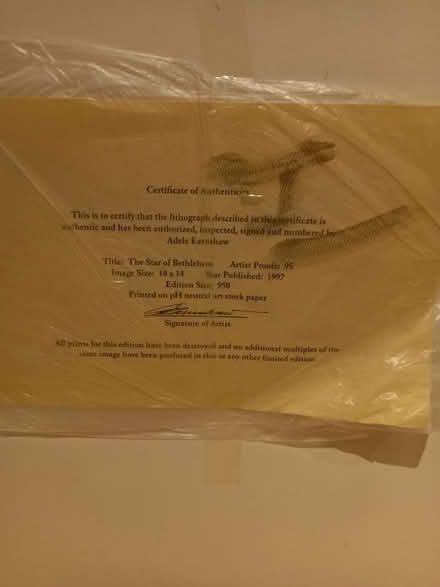 Certificate of Authenticity
This is to certify that the lithograph described in this certificate is
authentic and has been authorized, inspected, signed and numbered by
Adele Earnshaw
Title: The Star of Bethlehem Artist Proofs: 95
Image Size: 18 x 14 Year Published: 1997
Edition Size: 950
Printed on pH neutral art stock paper
Signature of Artist
All prints for this edition have been destroyed and no additional multiples of the
same image have been produced in this or any other limited edition